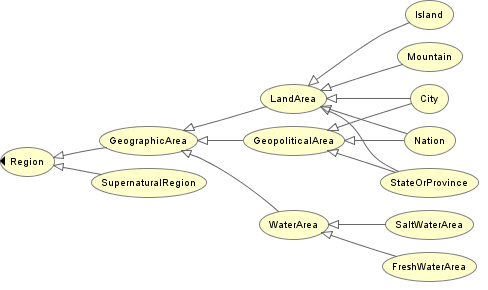 Island
Mountain
LandArea
City
GeographicArea
GeopoliticalArea
Nation
Region
SupernaturalRegion
StateOrProvince
WaterArea
SaltWaterArea
FreshWaterArea